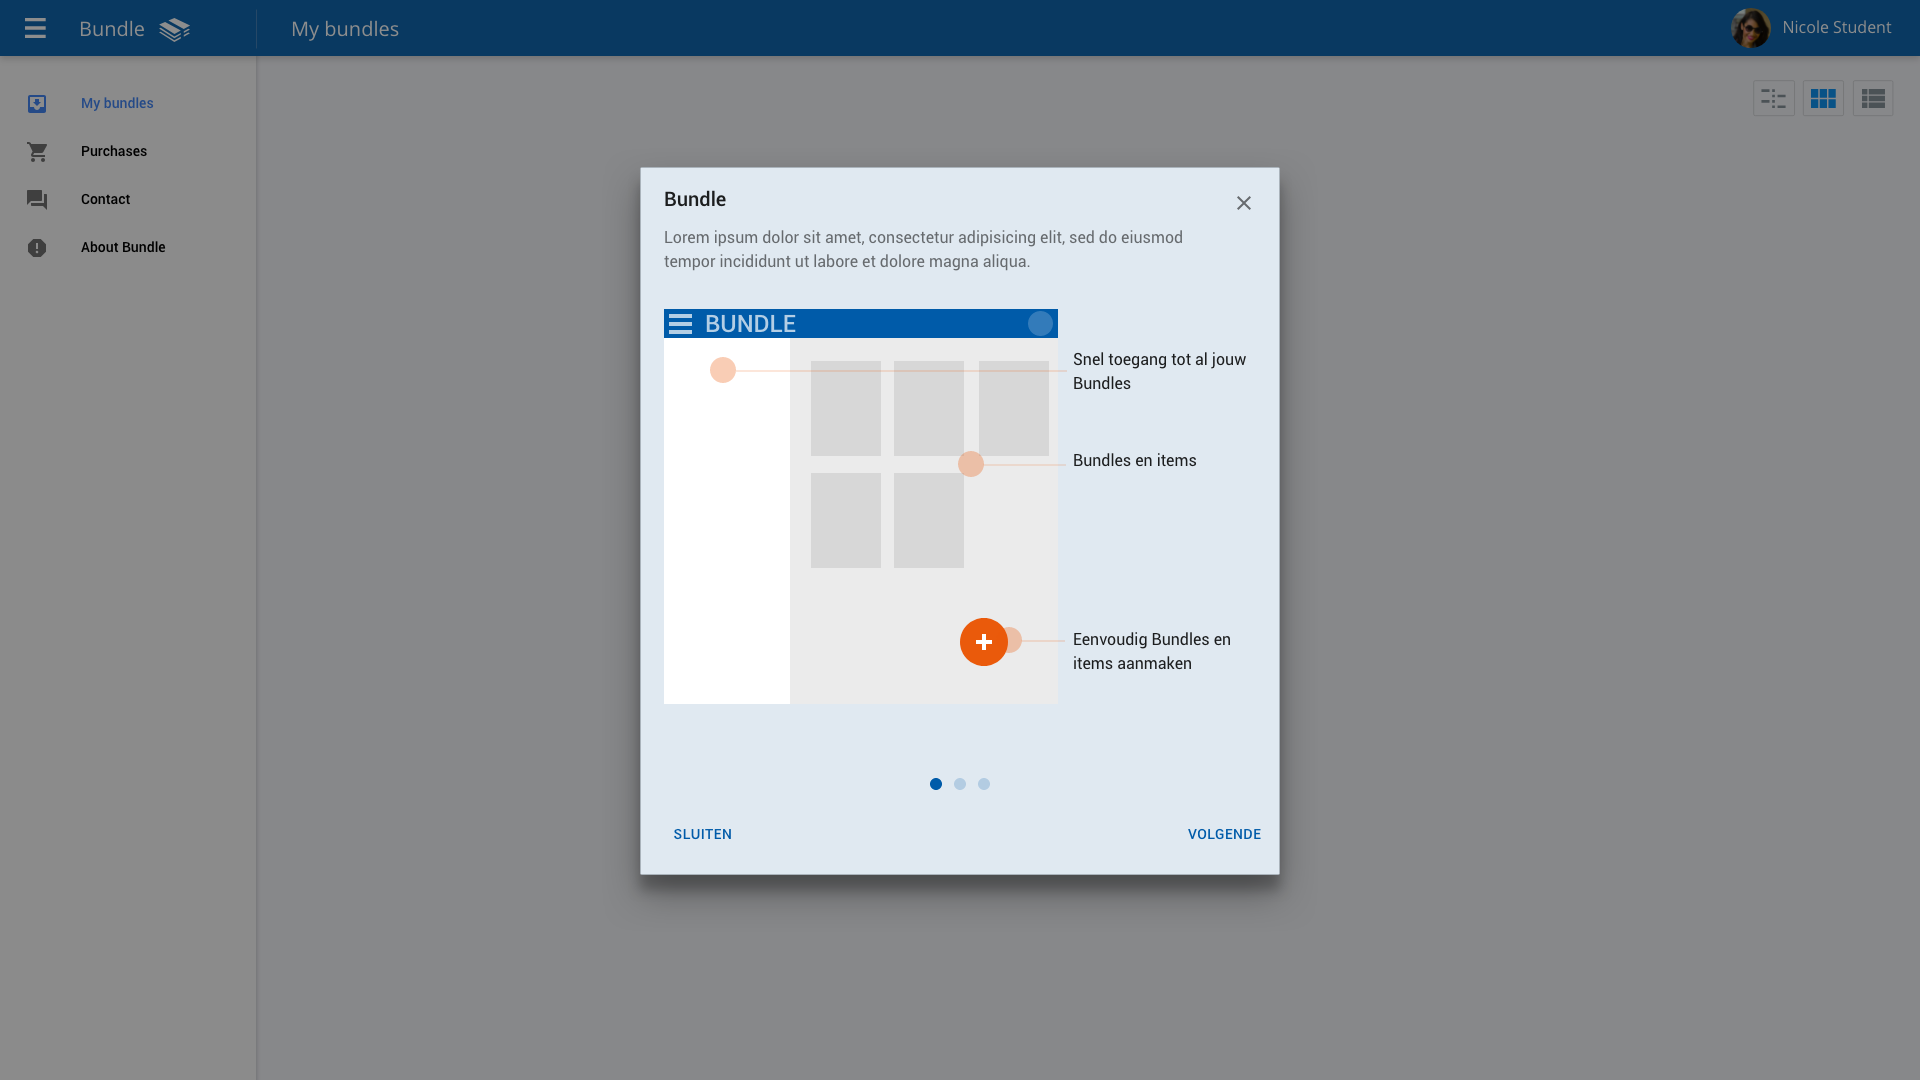 Bundle
My bundles
Nicole Student
My bundles
Purchases
Contact
About Bundle
Bundle
Lorem ipsum dolor sit amet, consectetur adipisicing elit, sed do eiusmod
tempor incididunt ut labore et dolore magna aliqua.
BUNDLE
Snel toegang tot al jouw
Bundles
Bundles en items
Eenvoudig Bundles en
items aanmaken
SLUITEN
VOLGENDE